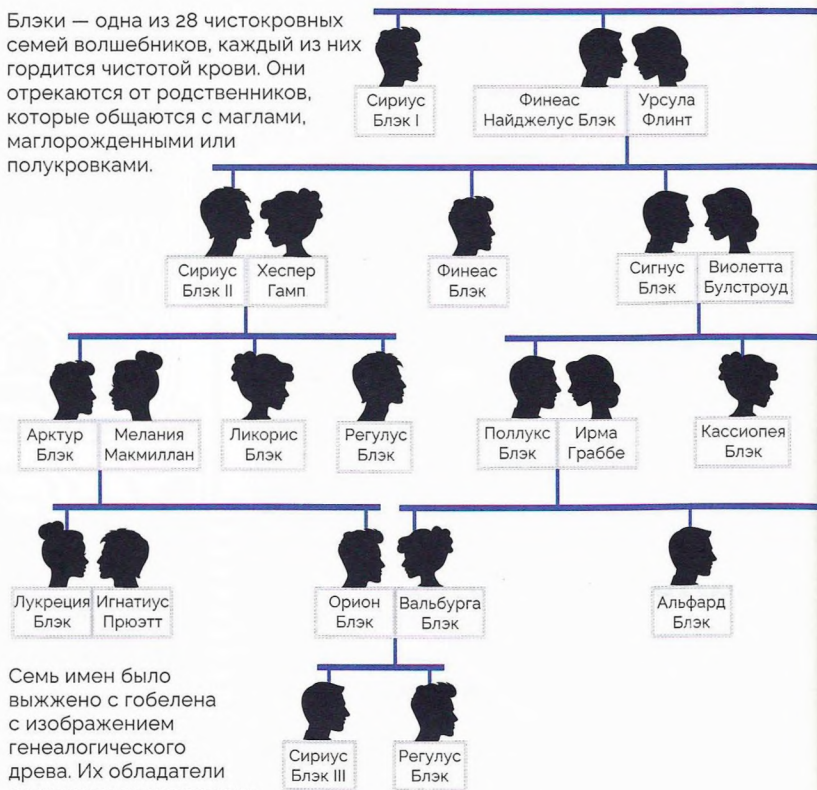 Блэки — одна из 28 чистокровных
семей волшебников, каждый из них
гордится чистотой крови. Они
отрекаются от родственников,
которые общаются с маглами,
маглорожденными или
полукровками.
Сириус
Блэк I
Финеас
Найджелус Блэк
Урсула
Флинт
Сириус
Блэк II
Хеспер
Гамп
Финеас
Блэк
Сигнус
Блэк
Виолетта
Булстроуд
Арктур
Блэк
Мелания
Макмиллан
Ликорис
Блэк
Регулус
Блэк
Поллукс
Блэк
Ирма
Граббе
Кассиопея
Блэк
Лукреция
Блэк
Игнатиус
Прюэтт
Орион
Блэк
Вальбурга
Блэк
Альфард
Блэк
Семь имен было
выжжено с гобелена
с изображением
генеалогического
древа. Их обладатели
Сириус
Блэк III
Регулус
Блэк